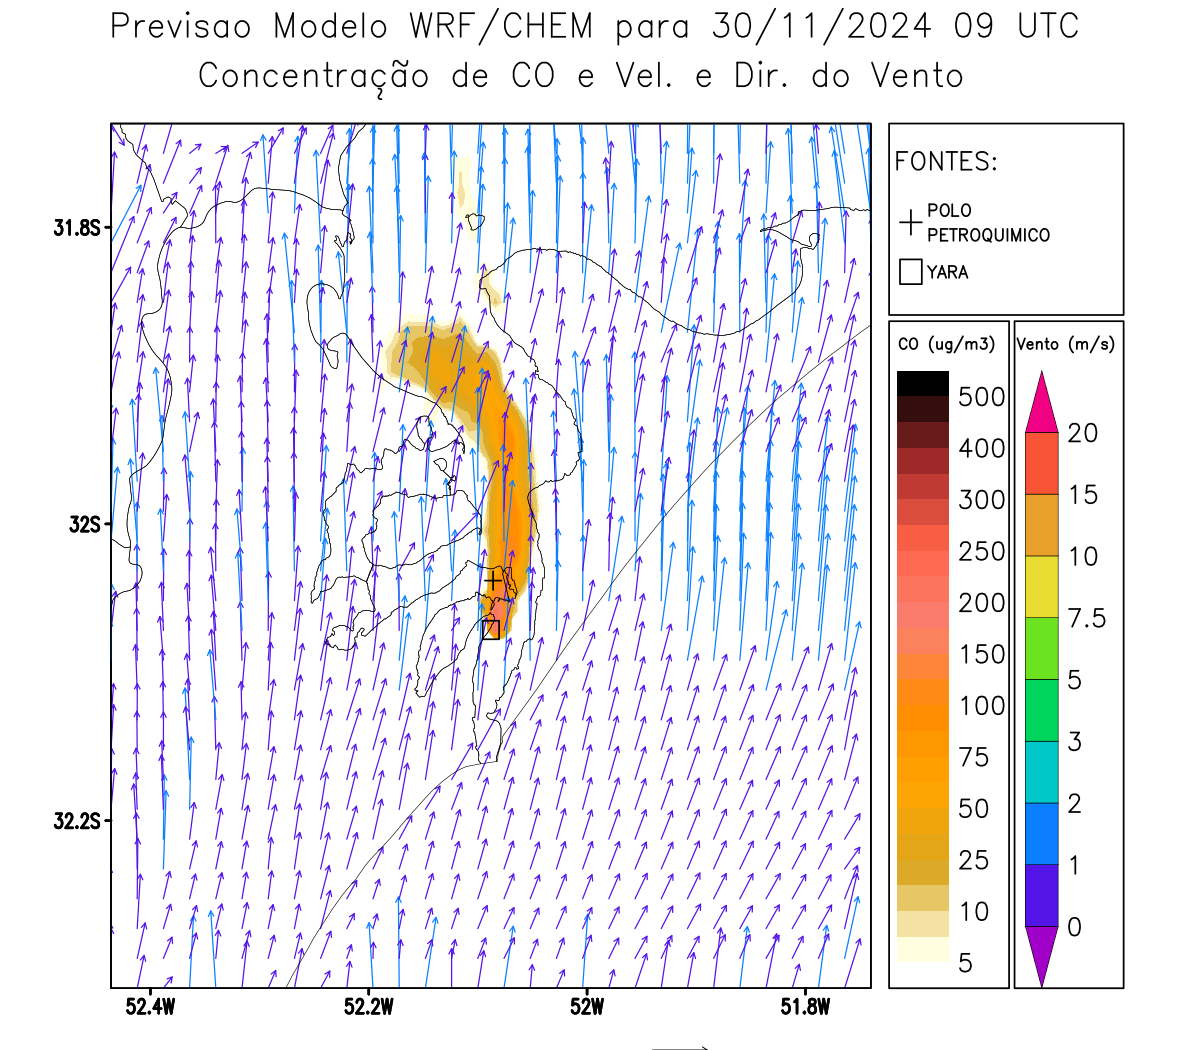 Previsao Modelo WRF/CHEM para 30/11/2024 09 UTC
Concentração de CO e Vel. e Dir. do Vento
FONTES:
POLO
PETROQUIMICO
YARA
CO (ug/m3)
500
400
300
250
200
150
100
75
50
25
10
5
Vento (m/s)
20
15
10
7.5
5
3
2
1
0
31.8S
32S
32.2S
52.4W
52.2W
52W
51.8W